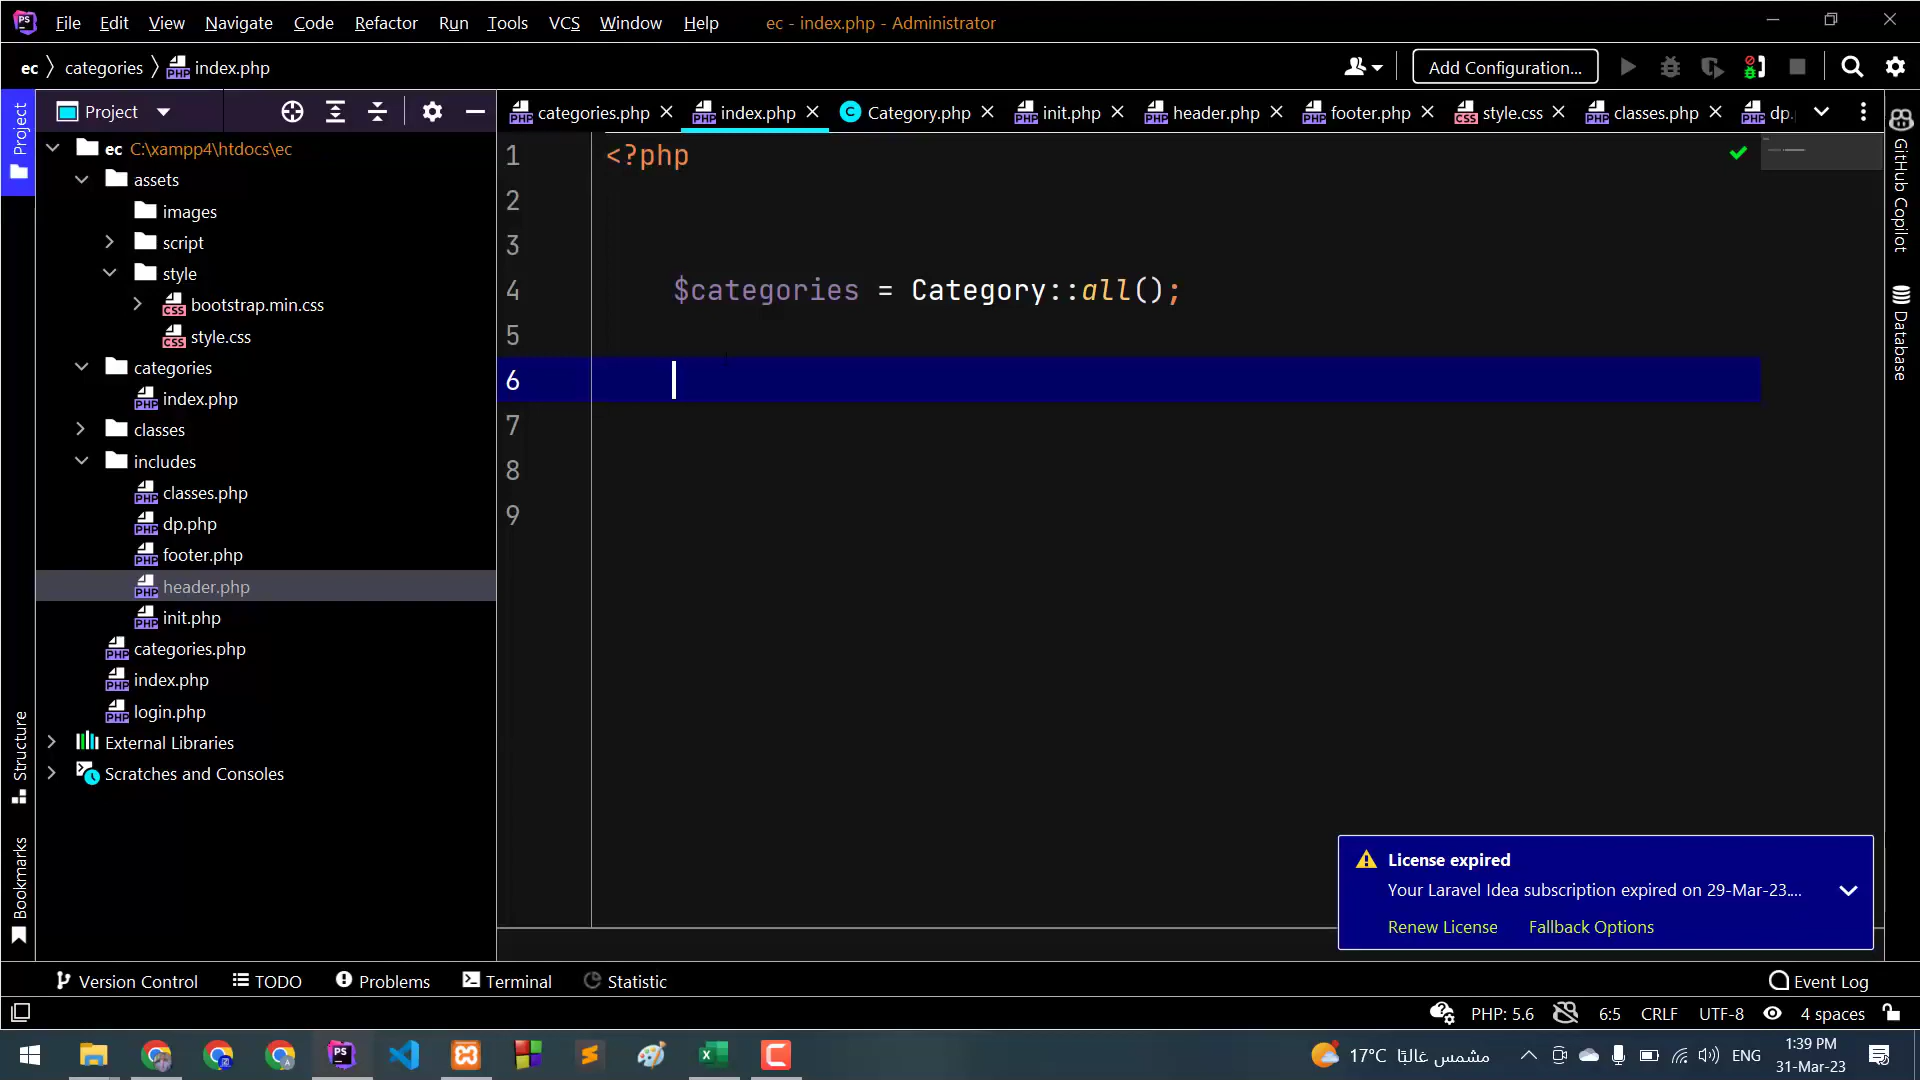 File Edit View Navigate Code Refactor Run Tools VCS Window Help ec - index.php - Administrator
ec categories index.php Add Configuration...
Project categories.php index.php Category.php init.php header.php footer.php style.css classes.php dp.
Project
ec C:\xampp4\htdocs\ec
assets
images
script
style
bootstrap.min.css
style.css
categories
index.php
classes
includes
classes.php
dp.php
footer.php
header.php
init.php
categories.php
index.php
login.php
External Libraries
Scratches and Consoles
Structure
Bookmarks
1 <?php
2
3
4 $categories = Category::all();
5
6
7
8
9
GitHub Copilot
Database
License expired
Your Laravel Idea subscription expired on 29-Mar-23....
Renew License Fallback Options
Version Control TODO Problems Terminal Statistic Event Log
PHP: 5.6 6:5 CRLF UTF-8 4 spaces
17°C مشمس غالبًا ENG 1:39 PM
31-Mar-23